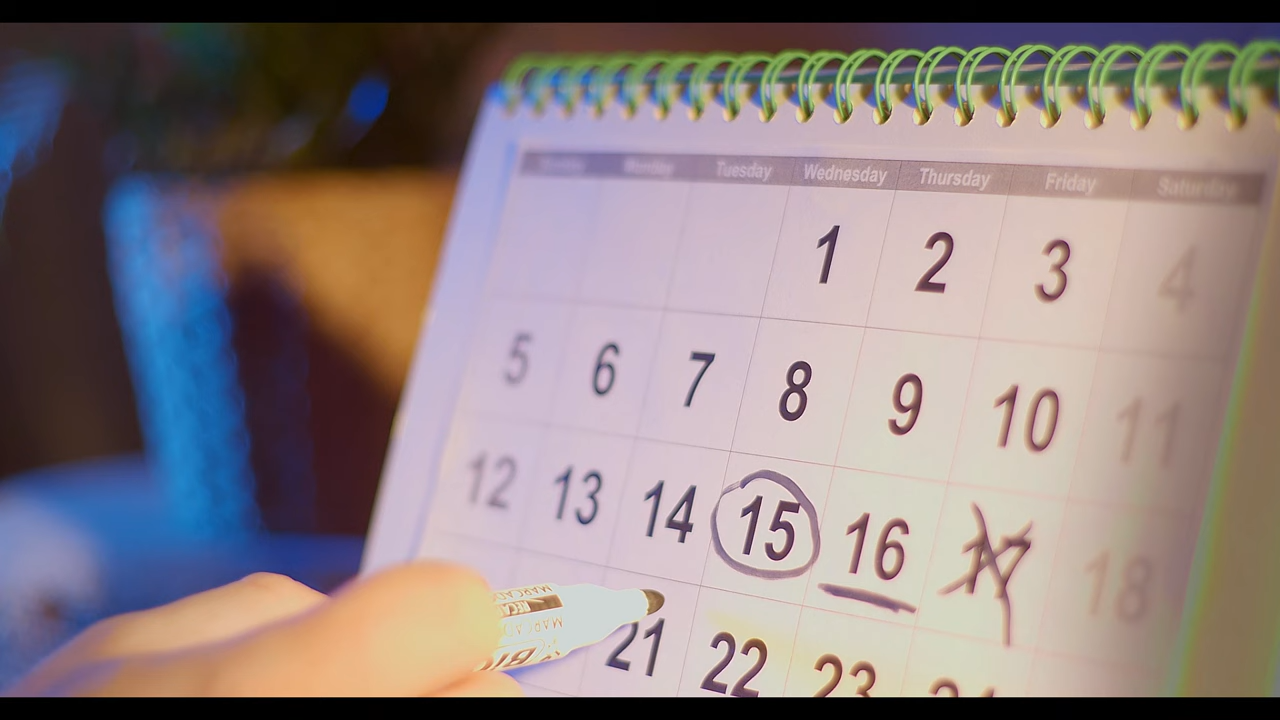 Monday Tuesday Wednesday Thursday Friday Saturday
1 2 3 4
5 6 7 8 9 10 11
12 13 14 15 16 17 18
21 22 23